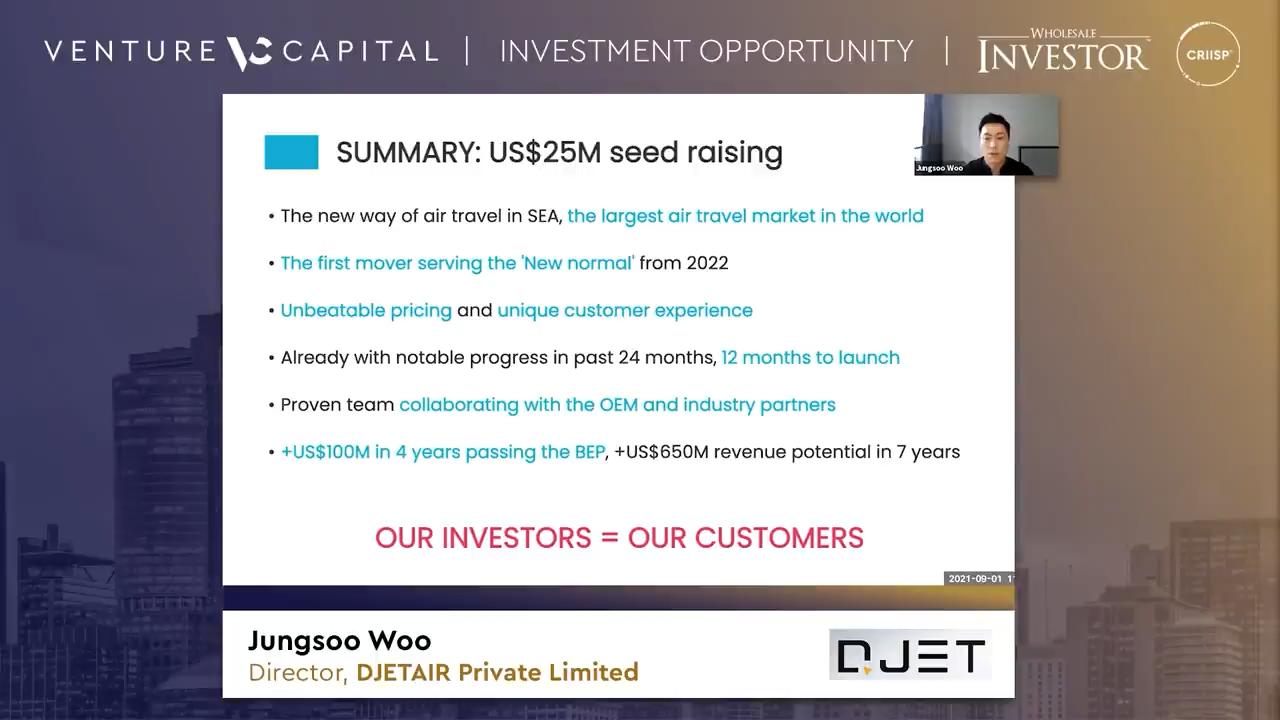 VENTURE VC CAPITAL | INVESTMENT OPPORTUNITY | WHOLESALE INVESTOR CRIISP
SUMMARY: US$25M seed raising
Jungsoo Woo
• The new way of air travel in SEA, the largest air travel market in the world
• The first mover serving the 'New normal' from 2022
• Unbeatable pricing and unique customer experience
• Already with notable progress in past 24 months, 12 months to launch
• Proven team collaborating with the OEM and industry partners
• +US$100M in 4 years passing the BEP, +US$650M revenue potential in 7 years
OUR INVESTORS = OUR CUSTOMERS
2021-09-01
Jungsoo Woo
Director, DJETAIR Private Limited
DJET